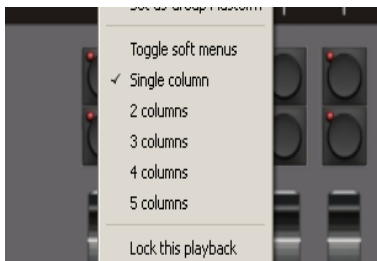 Toggle soft menus
Single column
2 columns
3 columns
4 columns
5 columns
Lock this playback